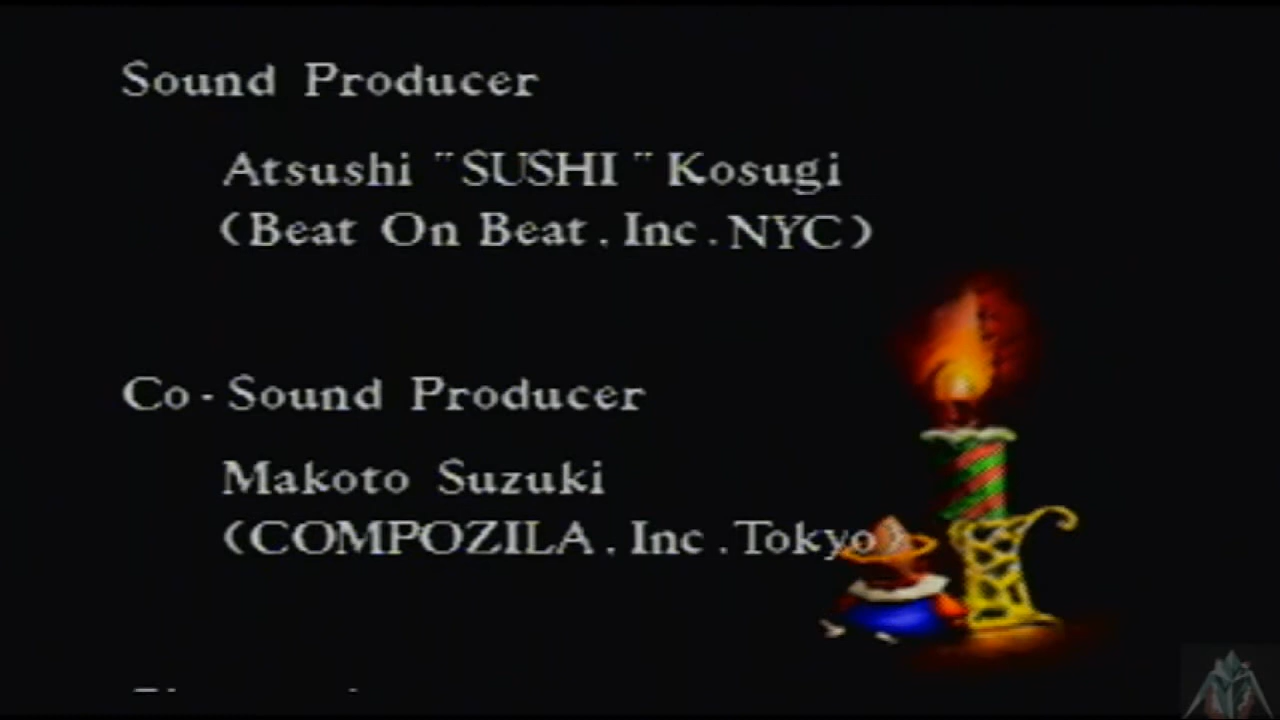 Sound Producer
Atsushi "SUSHI" Kosugi
(Beat On Beat. Inc. NYC)
Co-Sound Producer
Makoto Suzuki
(COMPOZILA. Inc. Tokyo)